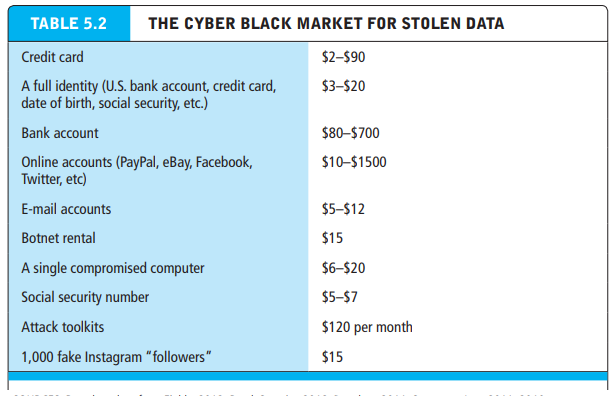 TABLE 5.2 THE CYBER BLACK MARKET FOR STOLEN DATA
Credit card $2–$90
A full identity (U.S. bank account, credit card, $3–$20
date of birth, social security, etc.)
Bank account $80–$700
Online accounts (PayPal, eBay, Facebook, $10–$1500
Twitter, etc)
E-mail accounts $5–$12
Botnet rental $15
A single compromised computer $6–$20
Social security number $5–$7
Attack toolkits $120 per month
1,000 fake Instagram “followers” $15